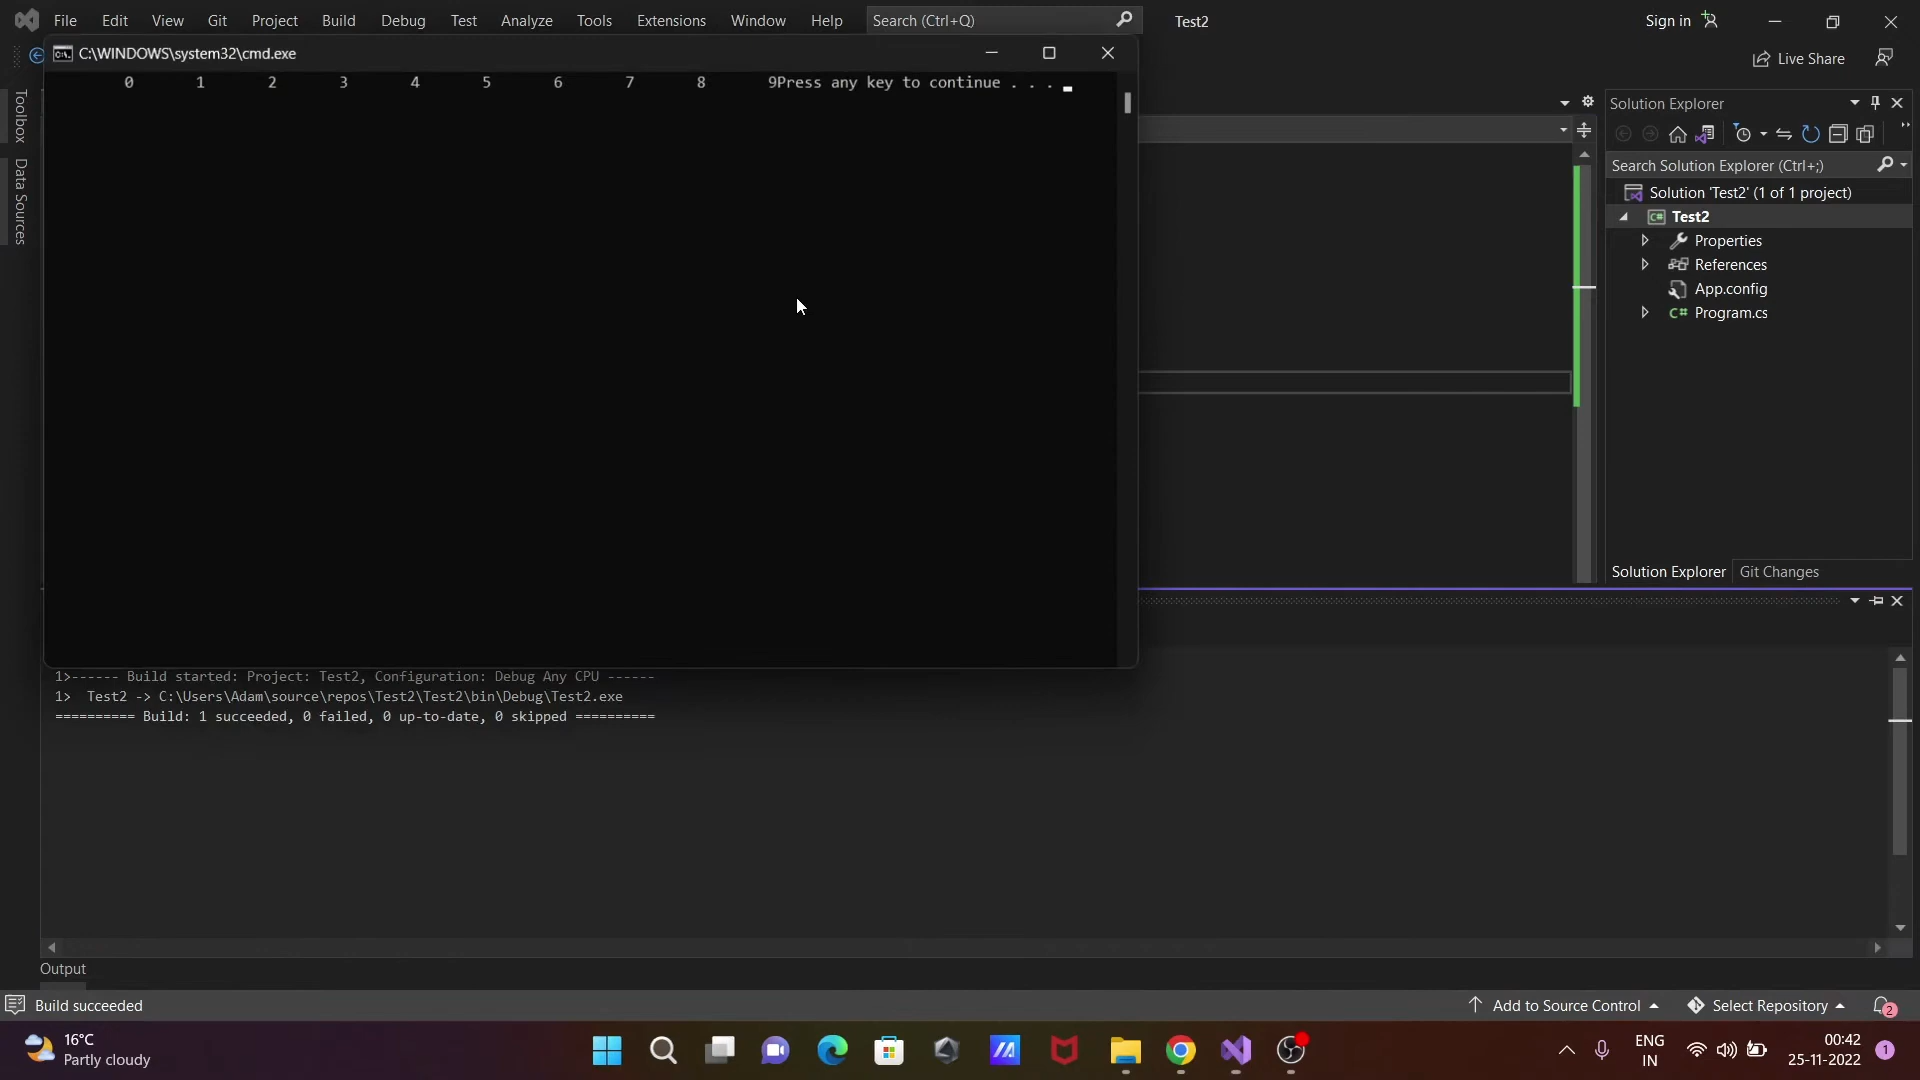 File Edit View Git Project Build Debug Test Analyze Tools Extensions Window Help Search (Ctrl+Q) Test2 Sign in
C:\WINDOWS\system32\cmd.exe
Live Share
0 1 2 3 4 5 6 7 8 9Press any key to continue . . .
Toolbox
Data Sources
Solution Explorer
Search Solution Explorer (Ctrl+;)
Solution 'Test2' (1 of 1 project)
C# Test2
Properties
References
App.config
C# Program.cs
Solution Explorer Git Changes
1>------ Build started: Project: Test2, Configuration: Debug Any CPU ------
1> Test2 -> C:\Users\Adam\source\repos\Test2\Test2\bin\Debug\Test2.exe
========== Build: 1 succeeded, 0 failed, 0 up-to-date, 0 skipped ==========
Output
Build succeeded Add to Source Control Select Repository 2
16°C
Partly cloudy
ENG
IN
00:42
25-11-2022
1